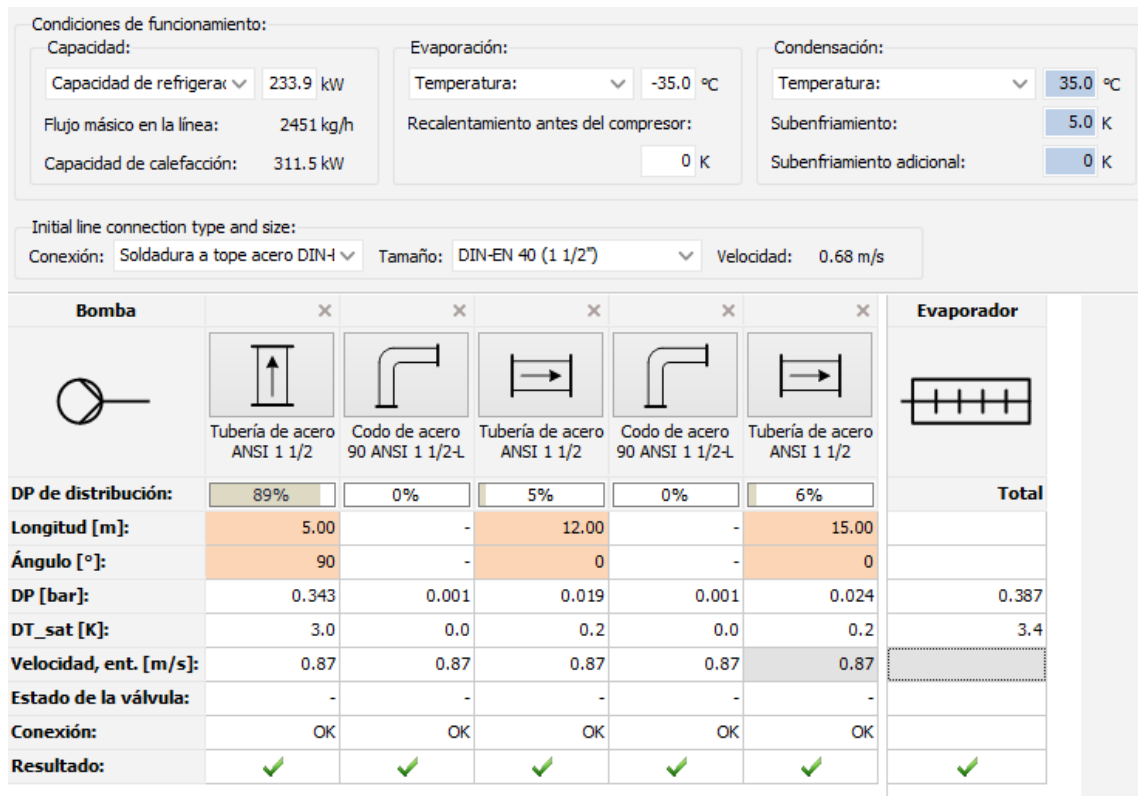 Condiciones de funcionamiento:
Capacidad: Evaporación: Condensación:
Capacidad de refrigerac 233.9 kW Temperatura: -35.0 ºC Temperatura: 35.0 ºC
Flujo másico en la línea: 2451 kg/h Recalentamiento antes del compresor: Subenfriamiento: 5.0 K
Capacidad de calefacción: 311.5 kW 0 K Subenfriamiento adicional: 0 K
Initial line connection type and size:
Conexión: Soldadura a tope acero DIN-I Tamaño: DIN-EN 40 (1 1/2") Velocidad: 0.68 m/s
Bomba Evaporador
Tubería de acero Codo de acero Tubería de acero Codo de acero Tubería de acero
ANSI 1 1/2 90 ANSI 1 1/2-L ANSI 1 1/2 90 ANSI 1 1/2-L ANSI 1 1/2
DP de distribución: 89% 0% 5% 0% 6% Total
Longitud [m]: 5.00 - 12.00 - 15.00
Ángulo [°]: 90 - 0 - 0
DP [bar]: 0.343 0.001 0.019 0.001 0.024 0.387
DT_sat [K]: 3.0 0.0 0.2 0.0 0.2 3.4
Velocidad, ent. [m/s]: 0.87 0.87 0.87 0.87 0.87
Estado de la válvula: - - - - -
Conexión: OK OK OK OK OK
Resultado: